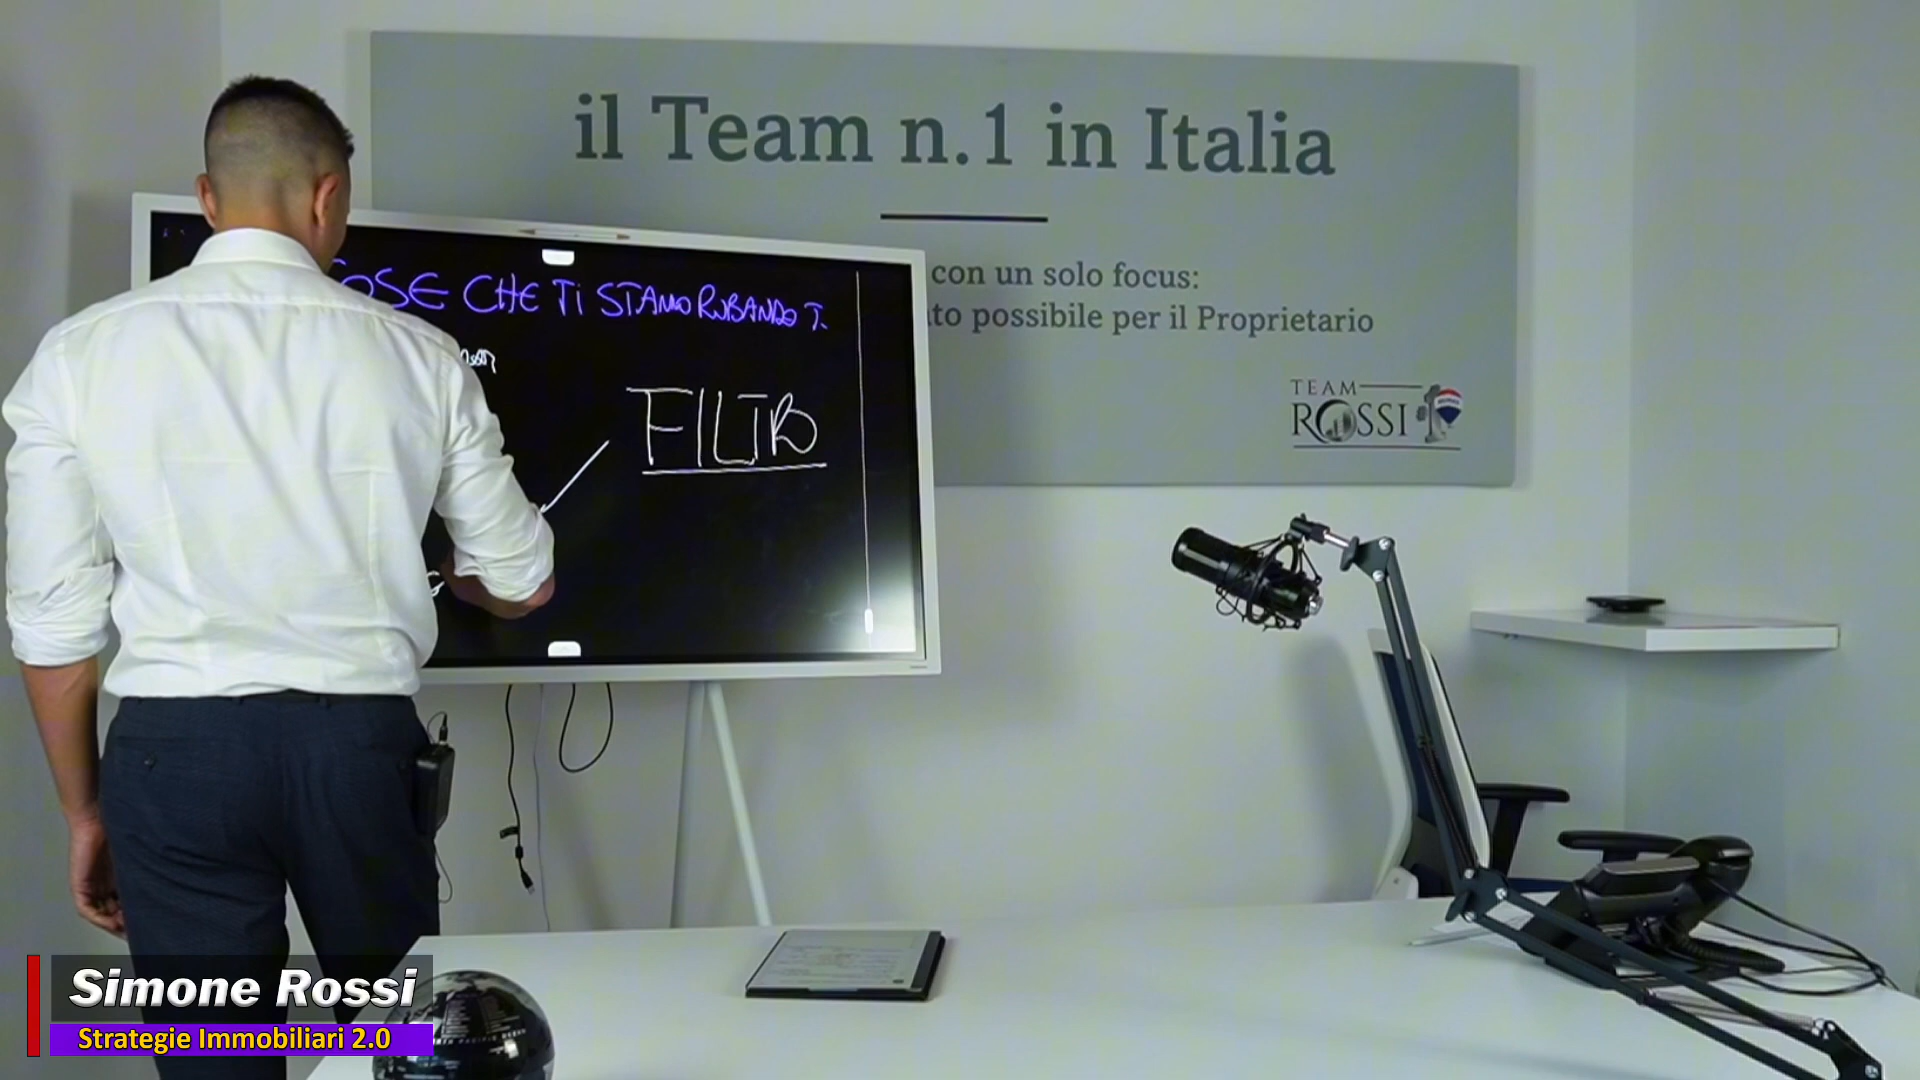 il Team n.1 in Italia
con un solo focus:
possibile per il Proprietario
TEAM
ROSSI
COSE CHE TI STANNO RUBANDO T.
FILTRO
Simone Rossi
Strategie Immobiliari 2.0